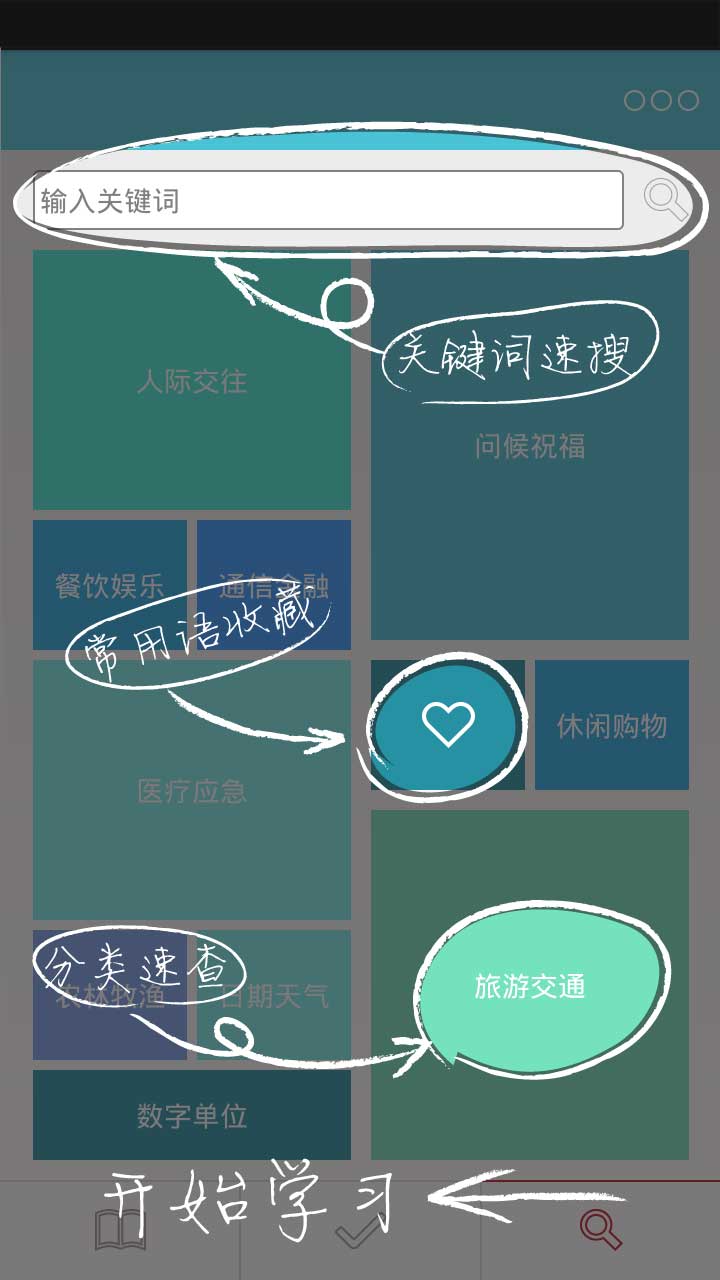 输入关键词
关键词速搜
人际交往
问候祝福
餐饮娱乐
通信金融
常用语收藏
休闲购物
医疗应急
分类速查
农林牧渔
日期天气
旅游交通
数字单位
开始学习